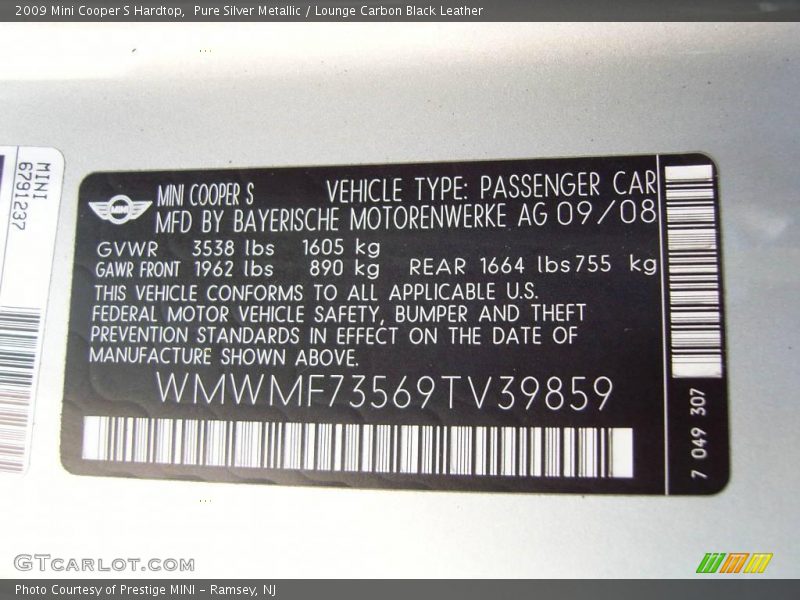 2009 Mini Cooper S Hardtop,  Pure Silver Metallic / Lounge Carbon Black Leather
MINI
6791237
MINI
MINI COOPER S VEHICLE TYPE: PASSENGER CAR
MFD BY BAYERISCHE MOTORENWERKE AG 09/08
GVWR 3538 lbs 1605 kg
GAWR FRONT 1962 lbs 890 kg REAR 1664 lbs 755 kg
THIS VEHICLE CONFORMS TO ALL APPLICABLE U.S.
FEDERAL MOTOR VEHICLE SAFETY, BUMPER AND THEFT
PREVENTION STANDARDS IN EFFECT ON THE DATE OF
MANUFACTURE SHOWN ABOVE.
WMWMF73569TV39859
7 049 307
GTCARLOT.COM
Photo Courtesy of Prestige MINI - Ramsey, NJ